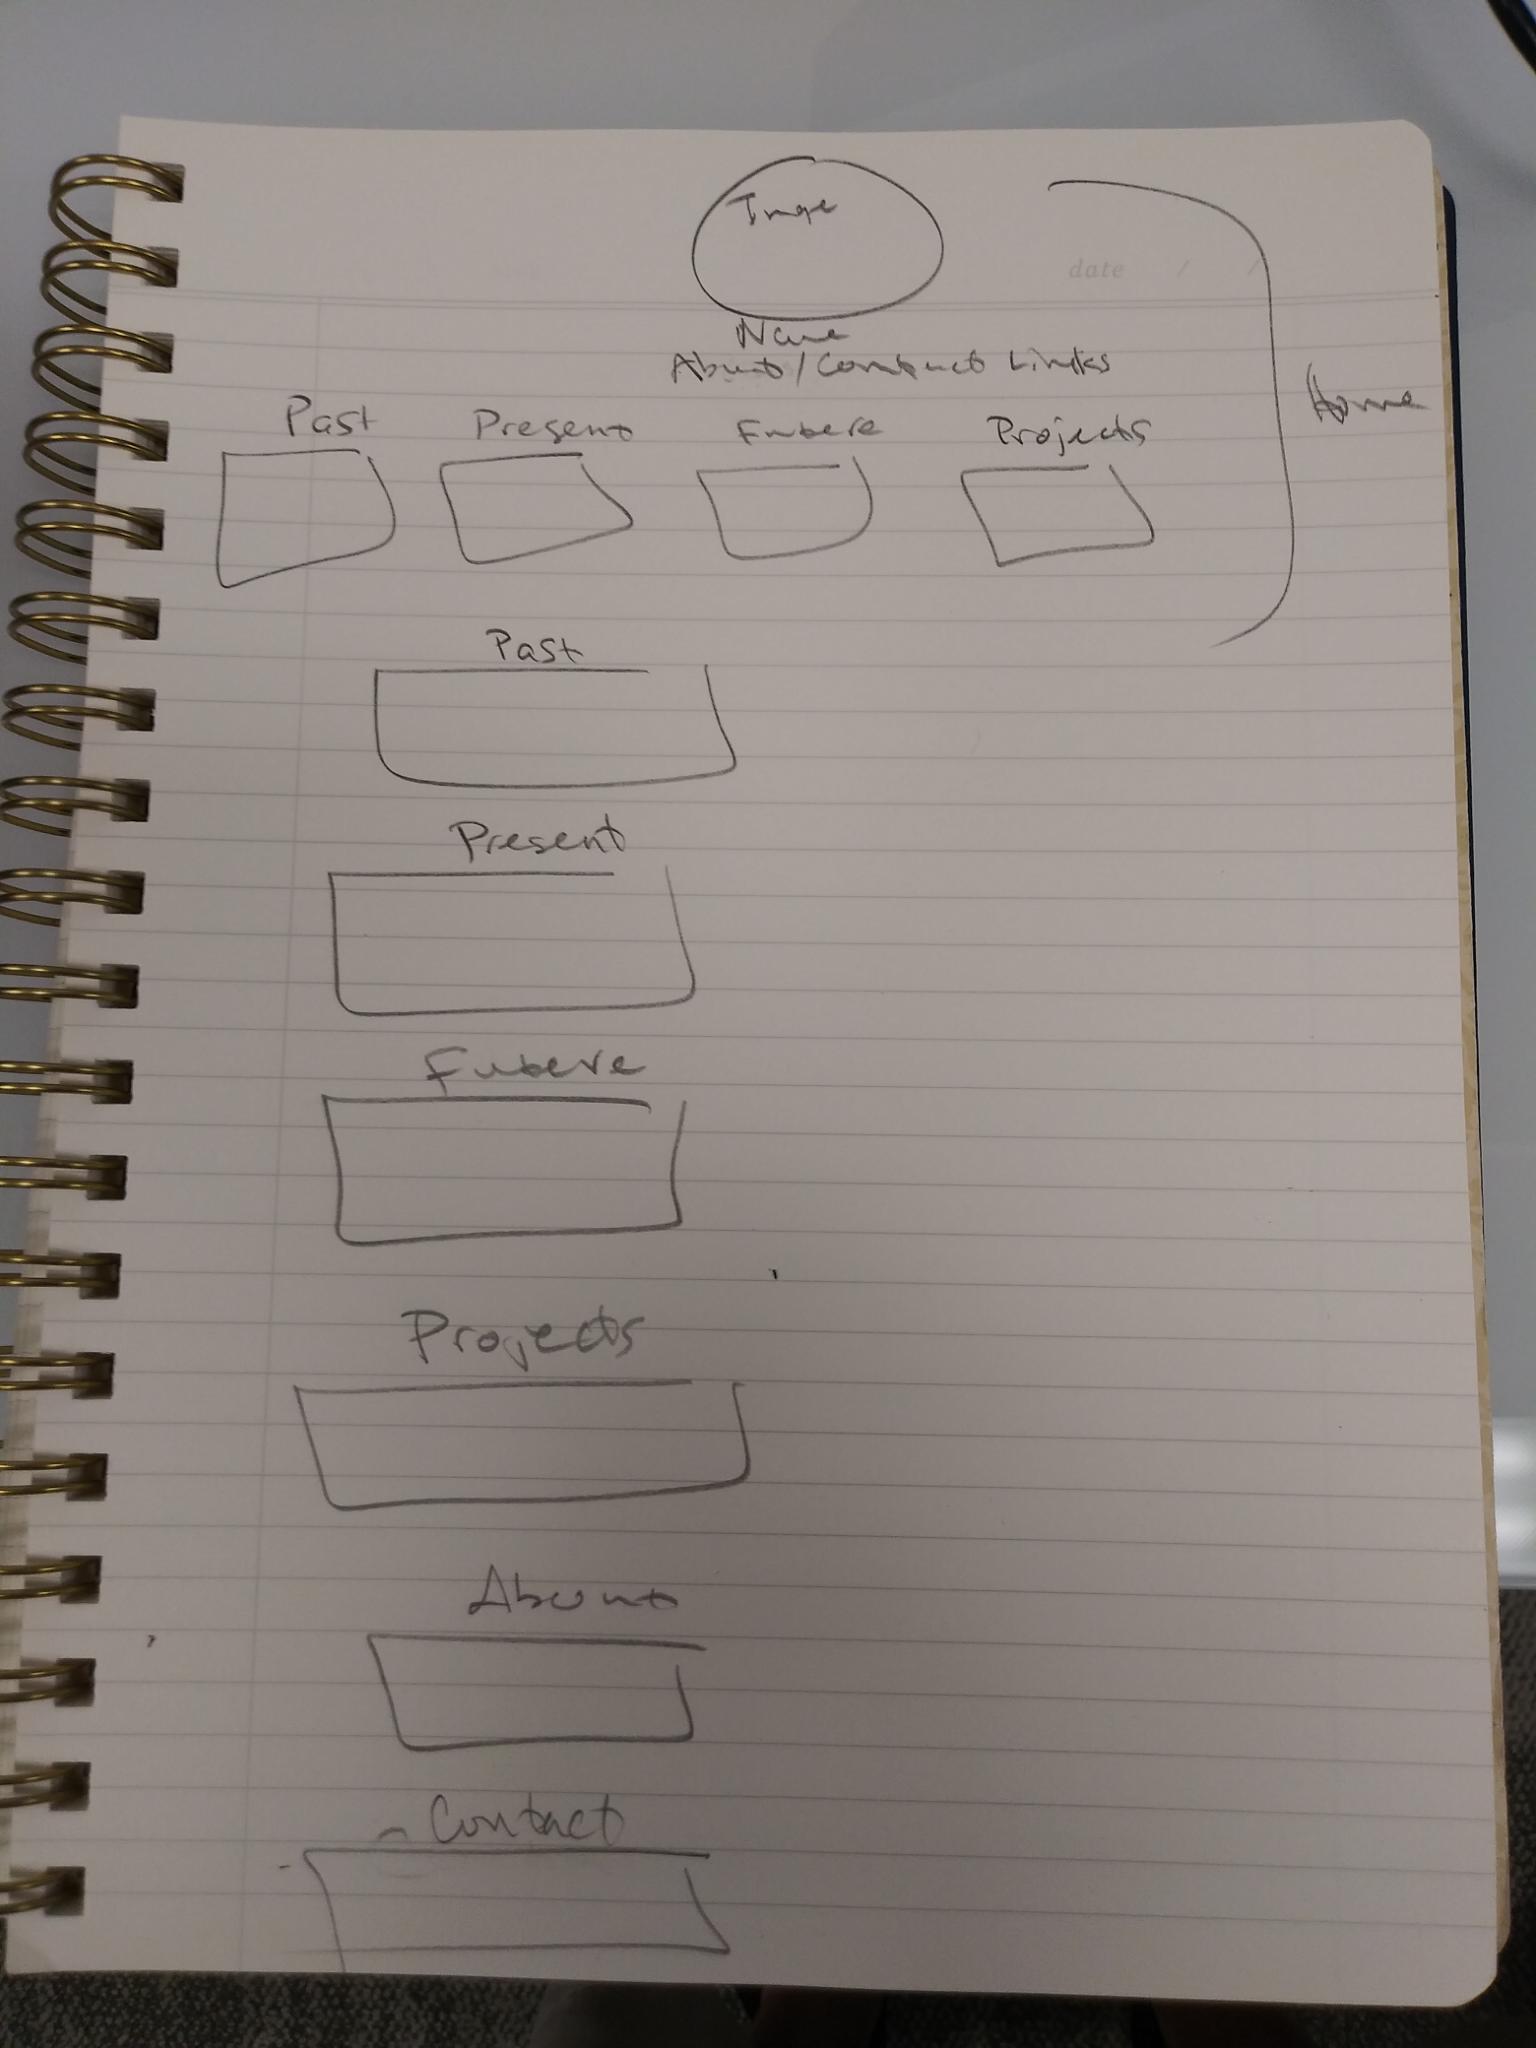 Image
date / /
Name
About/Contact Links
Past Present Future Projects
Home
Past
Present
Future
Projects
About
Contact